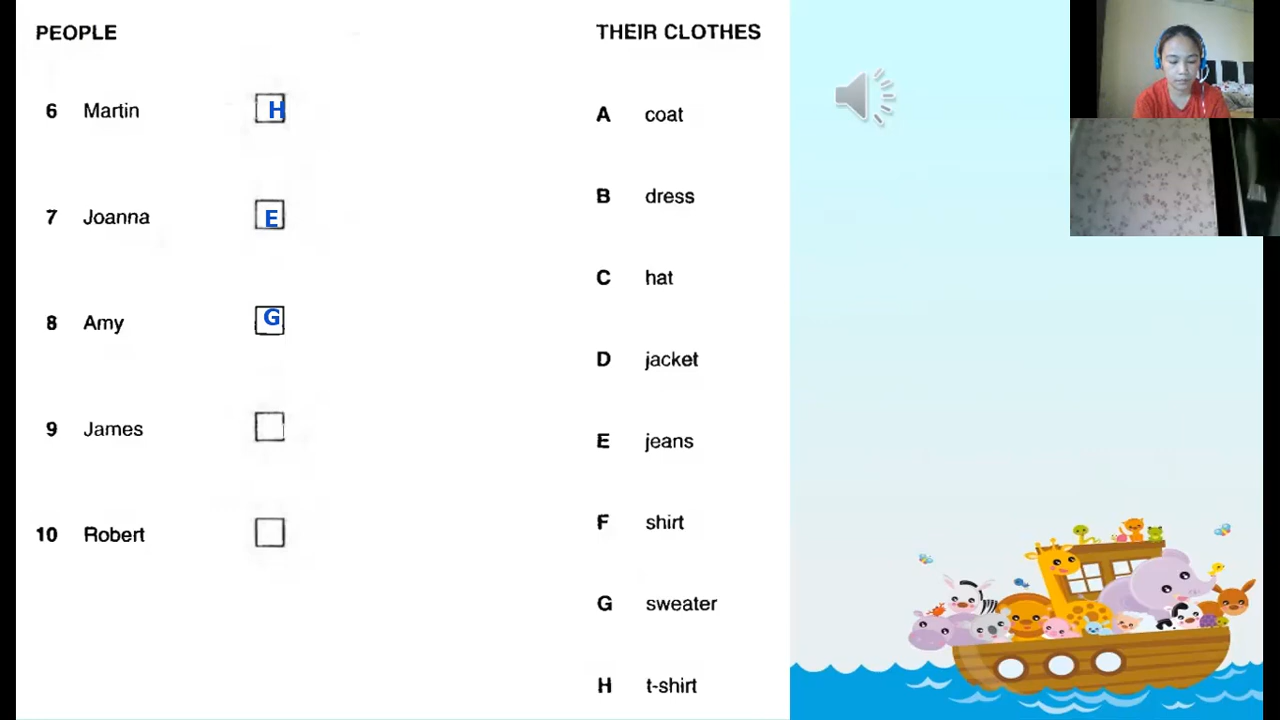 PEOPLE
6 Martin H
7 Joanna E
8 Amy G
9 James
10 Robert
THEIR CLOTHES
A coat
B dress
C hat
D jacket
E jeans
F shirt
G sweater
H t-shirt